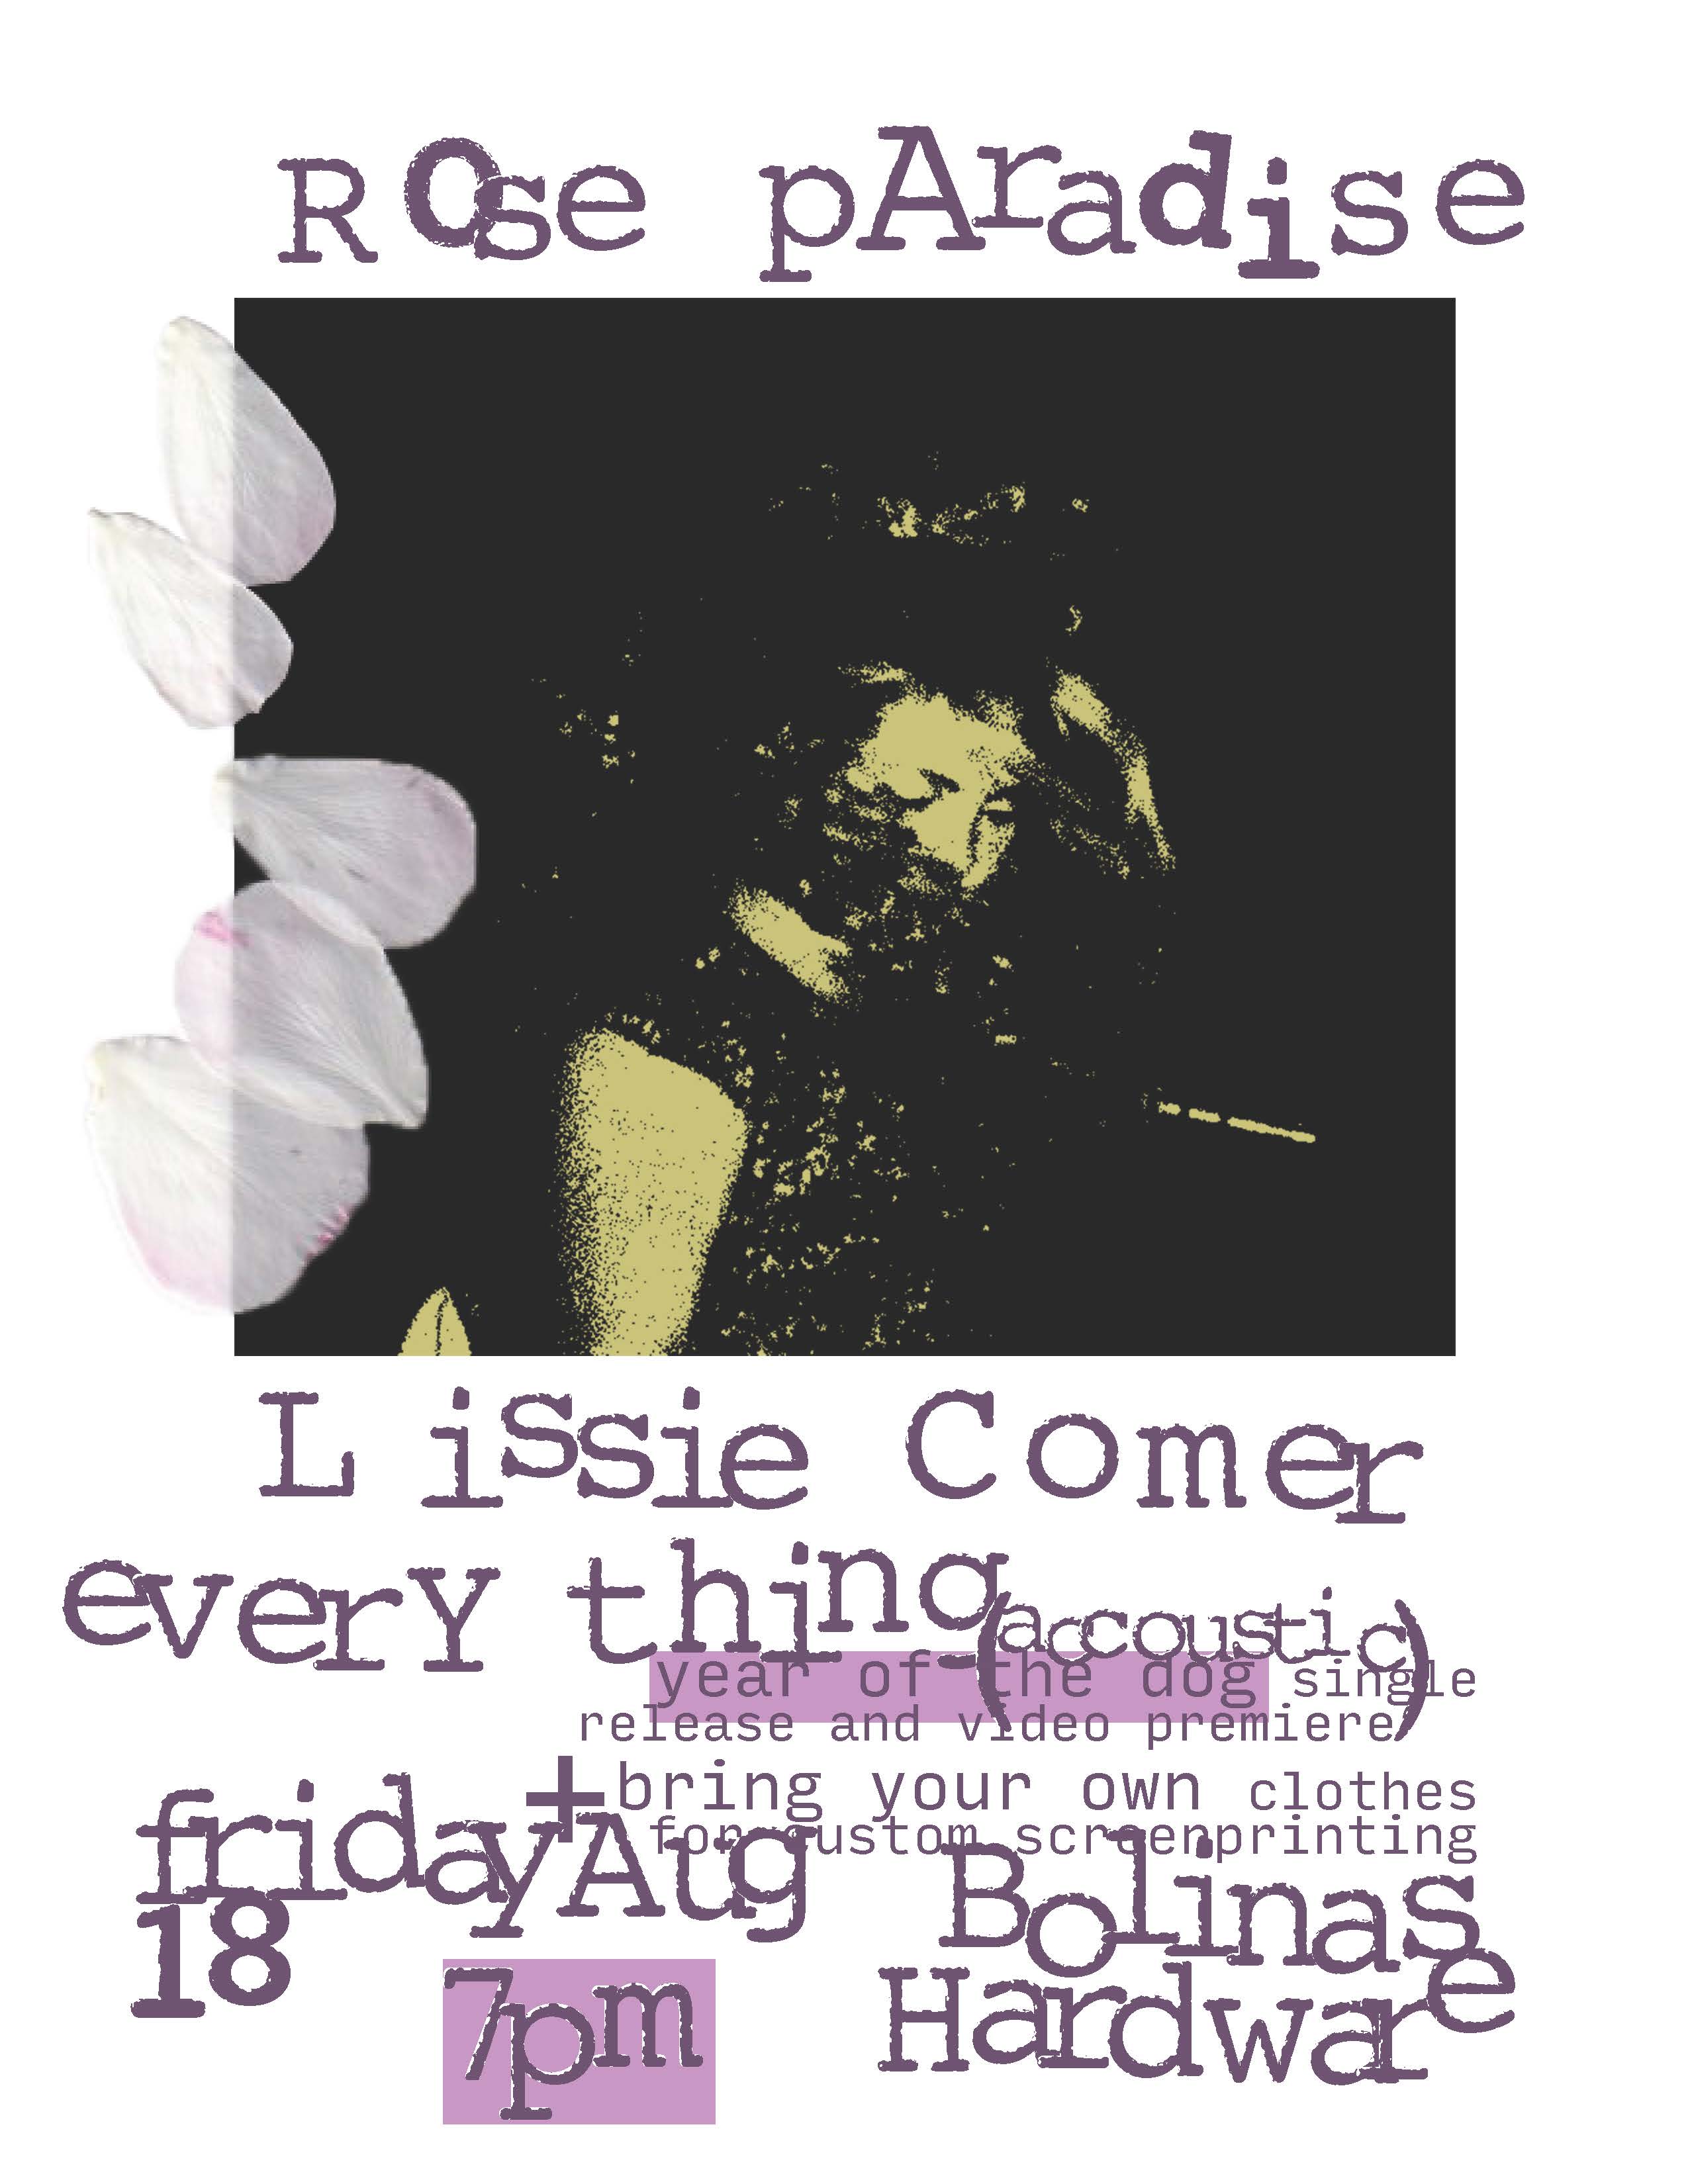 ROse pAradise
Lissie Comer
everY thing (accoustic)
year of the dog single
release and video premiere
+bring your own clothes
for custom screenprinting
friday Aug
18
7pm
Bolinas
Hardware